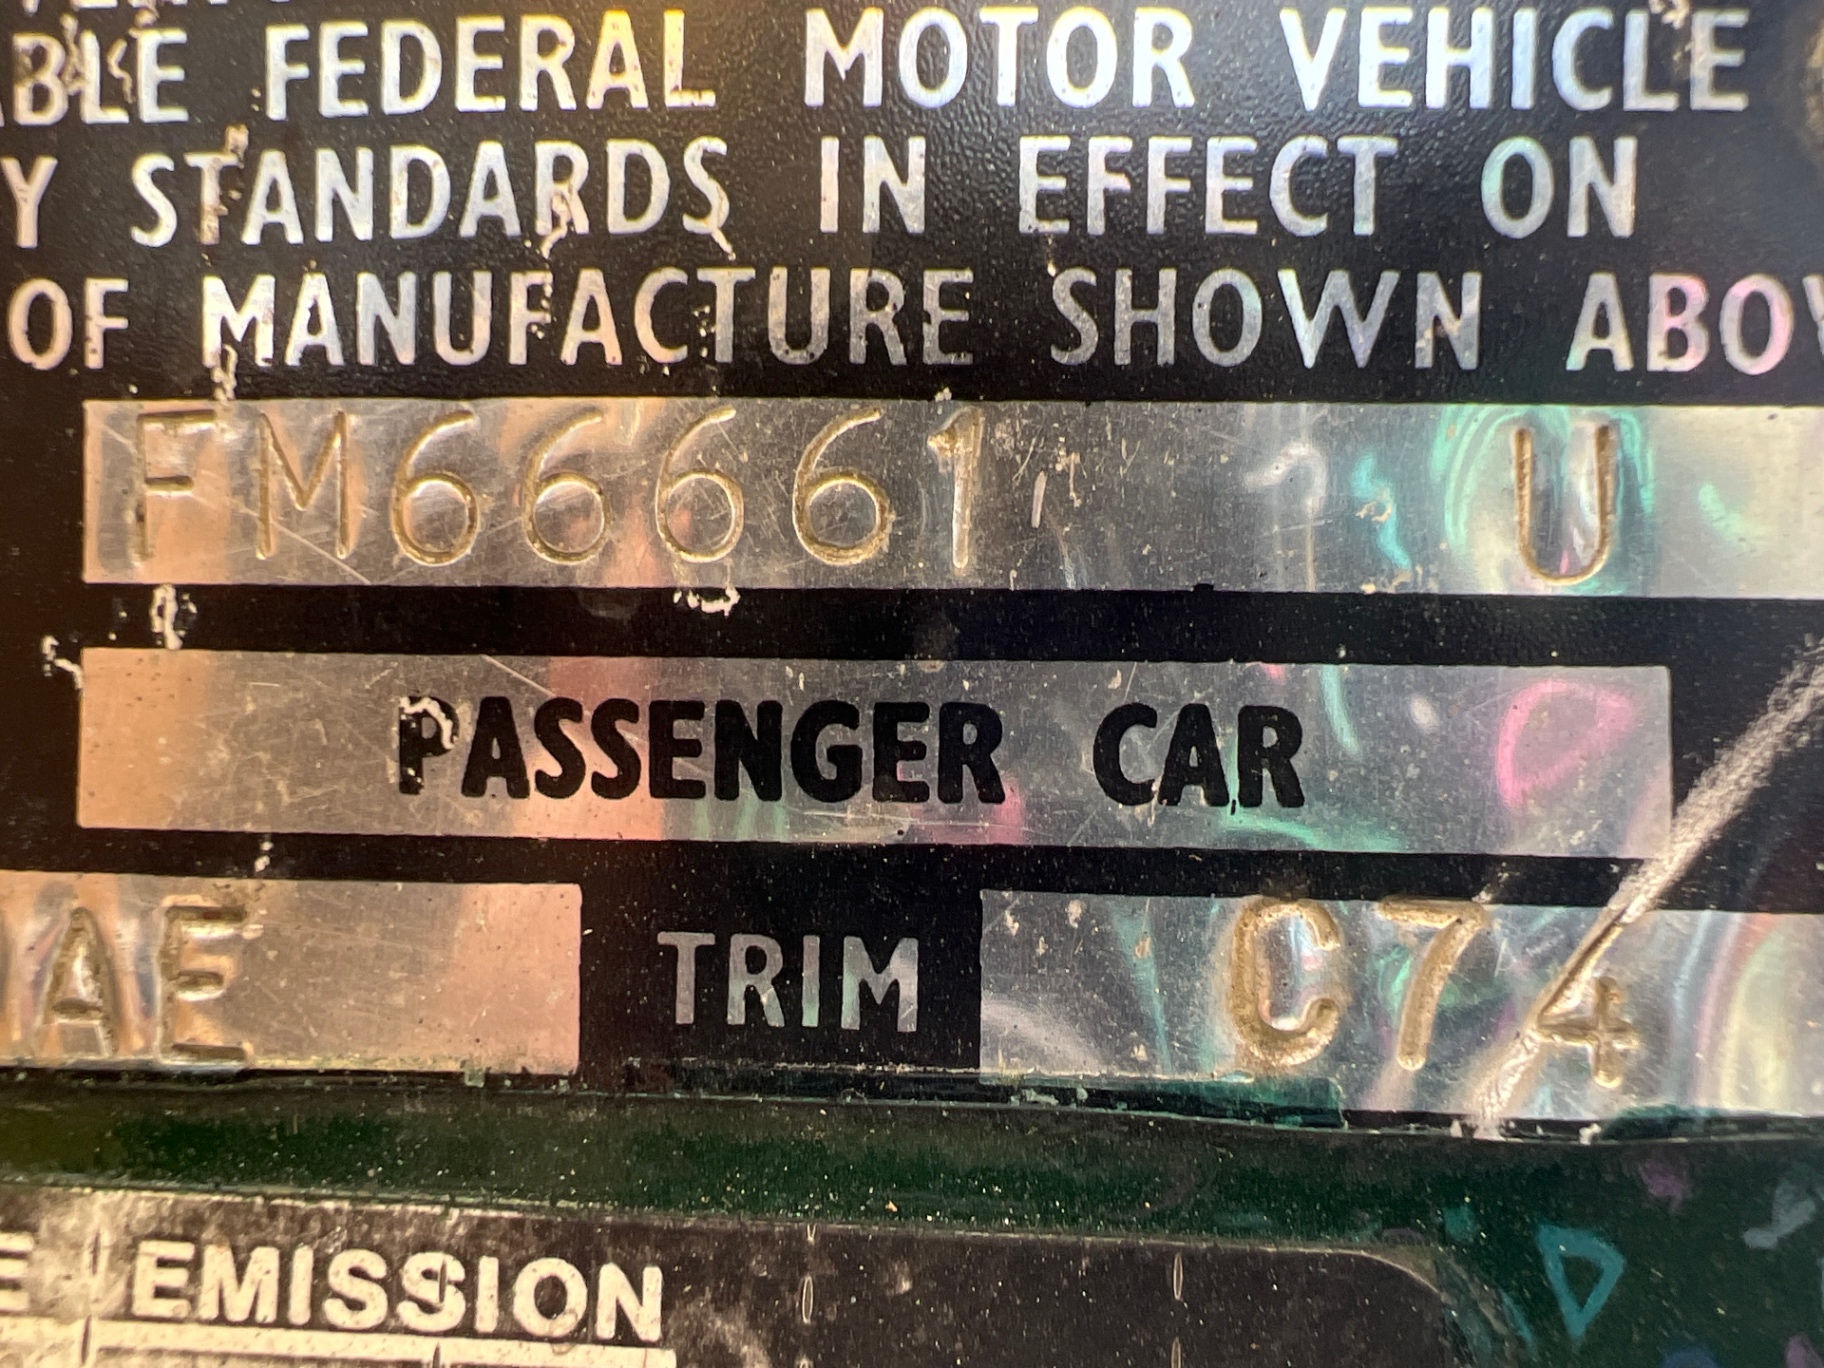 BLE FEDERAL MOTOR VEHICLE
Y STANDARDS IN EFFECT ON
OF MANUFACTURE SHOWN ABOV
FM66661 U
PASSENGER CAR
AE TRIM C74
E EMISSION